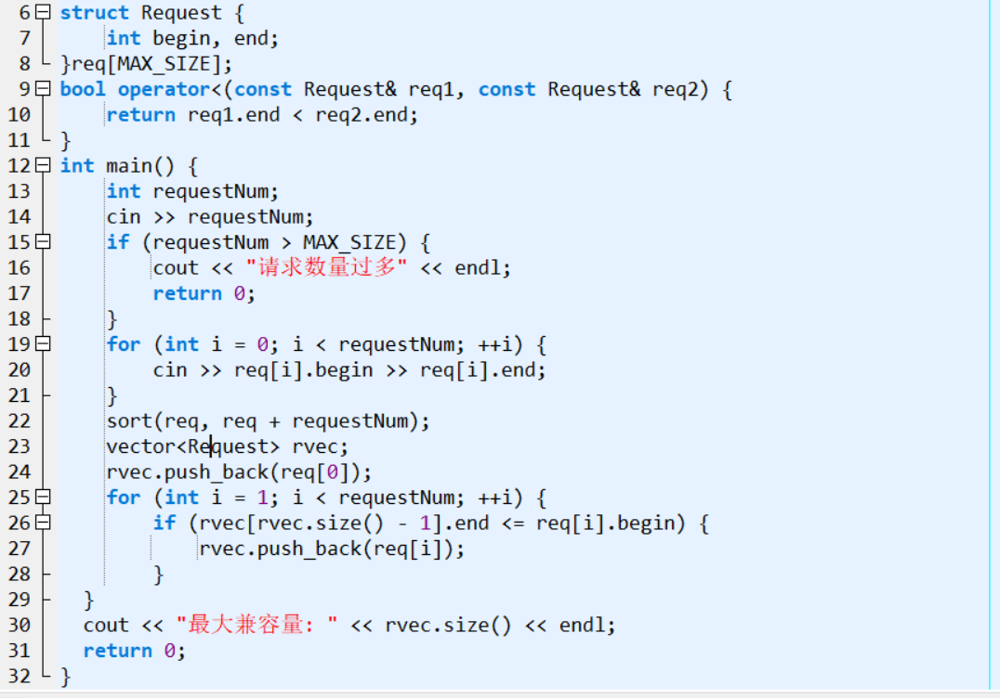 6 struct Request {
7     int begin, end;
8 }req[MAX_SIZE];
9 bool operator<(const Request& req1, const Request& req2) {
10     return req1.end < req2.end;
11 }
12 int main() {
13     int requestNum;
14     cin >> requestNum;
15     if (requestNum > MAX_SIZE) {
16         cout << "请求数量过多" << endl;
17         return 0;
18     }
19     for (int i = 0; i < requestNum; ++i) {
20         cin >> req[i].begin >> req[i].end;
21     }
22     sort(req, req + requestNum);
23     vector<Request> rvec;
24     rvec.push_back(req[0]);
25     for (int i = 1; i < requestNum; ++i) {
26         if (rvec[rvec.size() - 1].end <= req[i].begin) {
27             rvec.push_back(req[i]);
28         }
29   }
30   cout << "最大兼容量: " << rvec.size() << endl;
31   return 0;
32 }